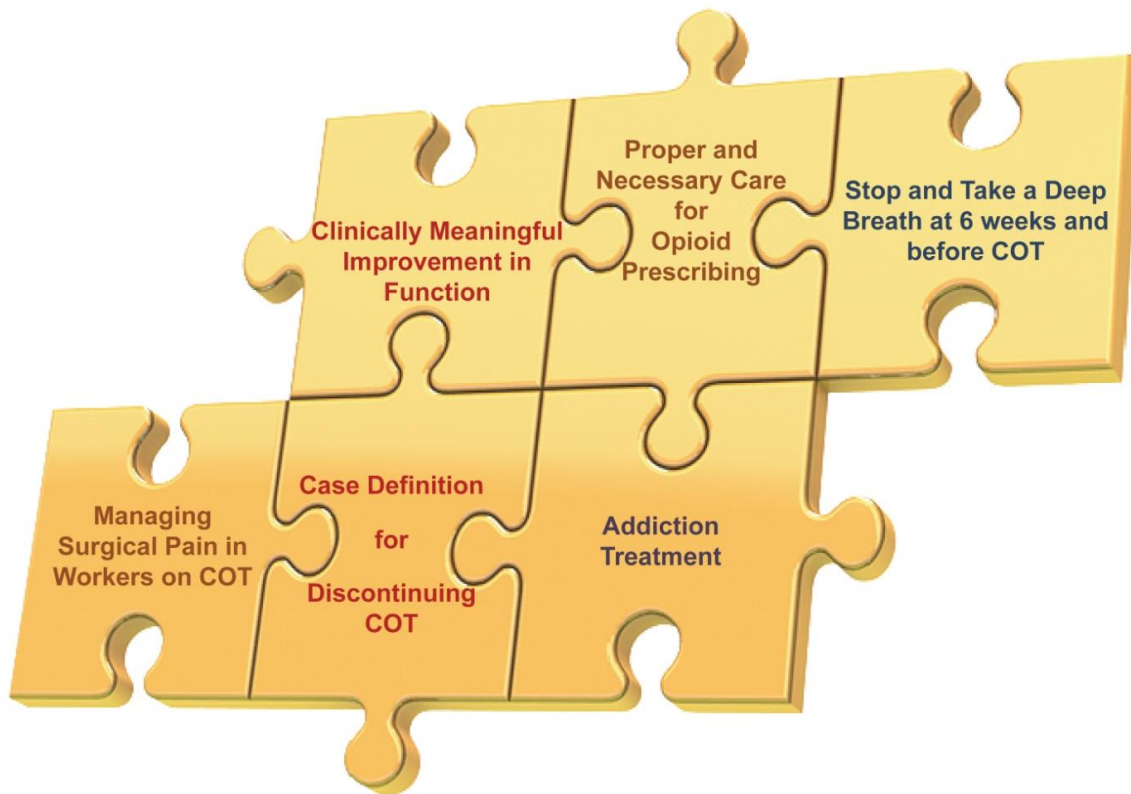 Clinically Meaningful
Improvement in
Function
Proper and
Necessary Care
for
Opioid
Prescribing
Stop and Take a Deep
Breath at 6 weeks and
before COT
Managing
Surgical Pain in
Workers on COT
Case Definition
for
Discontinuing
COT
Addiction
Treatment